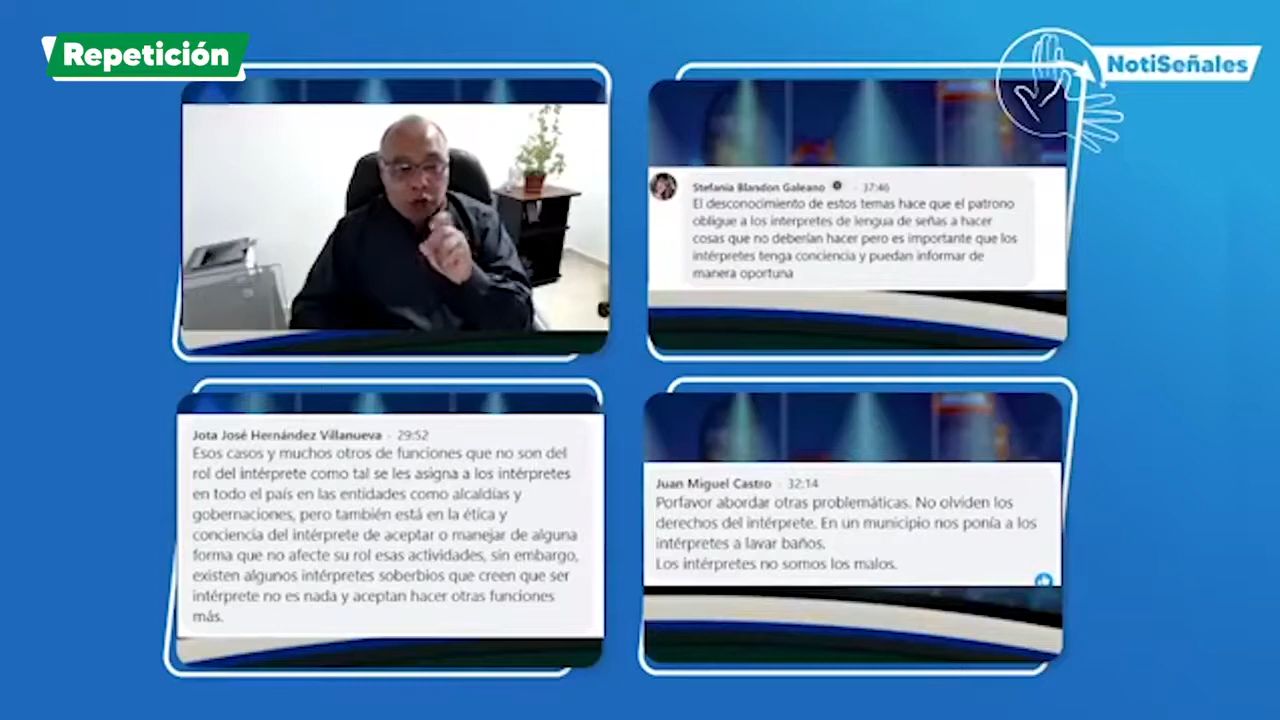 Repetición
NotiSeñales
Stefania Blandon Galeano · 37:46
El desconocimiento de estos temas hace que el patrono
obligue a los interpretes de lengua de señas a hacer
cosas que no deberían hacer pero es importante que los
intérpretes tenga conciencia y puedan informar de
manera oportuna
Jota José Hernández Villanueva · 29:52
Esos casos y muchos otros de funciones que no son del
rol del intérprete como tal se les asigna a los intérpretes
en todo el país en las entidades como alcaldías y
gobernaciones, pero también está en la ética y
conciencia del intérprete de aceptar o manejar de alguna
forma que no afecte su rol esas actividades, sin embargo,
existen algunos intérpretes soberbios que creen que ser
intérprete no es nada y aceptan hacer otras funciones
más.
Juan Miguel Castro · 32:14
Porfavor abordar otras problemáticas. No olviden los
derechos del intérprete. En un municipio nos ponía a los
intérpretes a lavar baños.
Los intérpretes no somos los malos.